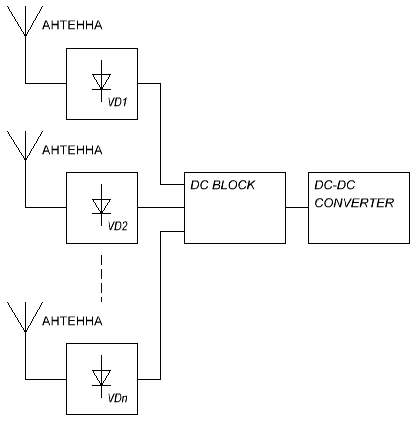 АНТЕННА
VD1
АНТЕННА
VD2
DC BLOCK
DC-DC
CONVERTER
АНТЕННА
VDn